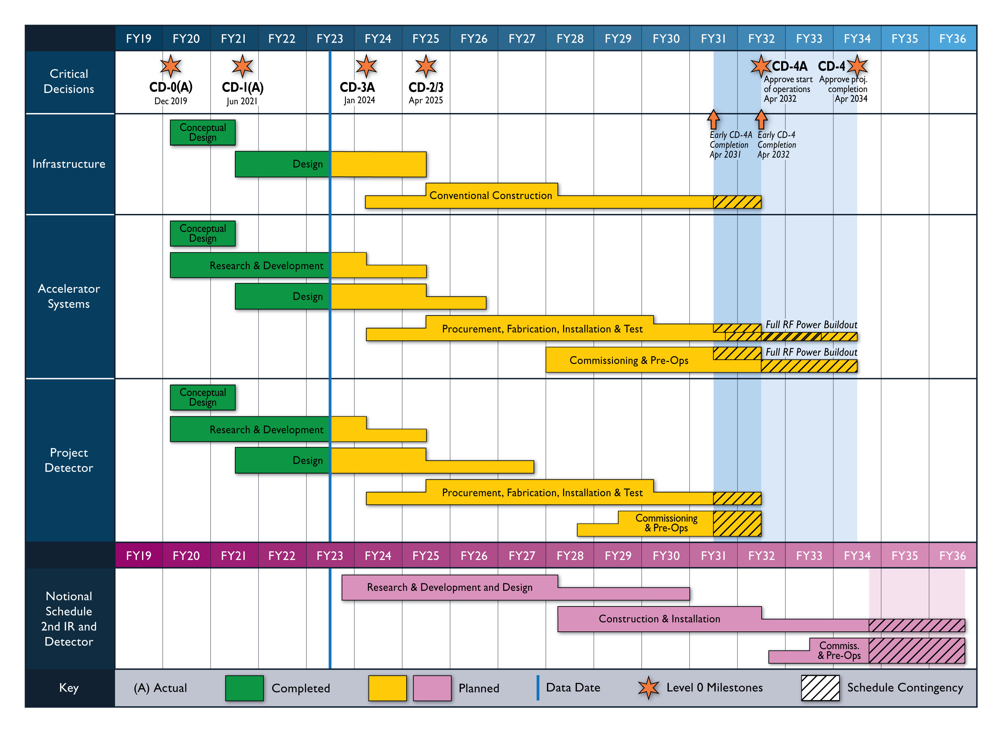 FY19 FY20 FY21 FY22 FY23 FY24 FY25 FY26 FY27 FY28 FY29 FY30 FY31 FY32 FY33 FY34 FY35 FY36
Critical
Decisions
CD-0(A)
Dec 2019
CD-1(A)
Jun 2021
CD-3A
Jan 2024
CD-2/3
Apr 2025
CD-4A
Approve start
of operations
Apr 2032
CD-4
Approve proj.
completion
Apr 2034
Infrastructure
Early CD-4A
Completion
Apr 2031
Early CD-4
Completion
Apr 2032
Conceptual
Design
Design
Conventional Construction
Accelerator
Systems
Conceptual
Design
Research & Development
Design
Procurement, Fabrication, Installation & Test
Full RF Power Buildout
Commissioning & Pre-Ops
Full RF Power Buildout
Project
Detector
Conceptual
Design
Research & Development
Design
Procurement, Fabrication, Installation & Test
Commissioning
& Pre-Ops
FY19 FY20 FY21 FY22 FY23 FY24 FY25 FY26 FY27 FY28 FY29 FY30 FY31 FY32 FY33 FY34 FY35 FY36
Notional
Schedule
2nd IR and
Detector
Research & Development and Design
Construction & Installation
Commiss.
& Pre-Ops
Key
(A) Actual
Completed
Planned
Data Date
Level 0 Milestones
Schedule Contingency